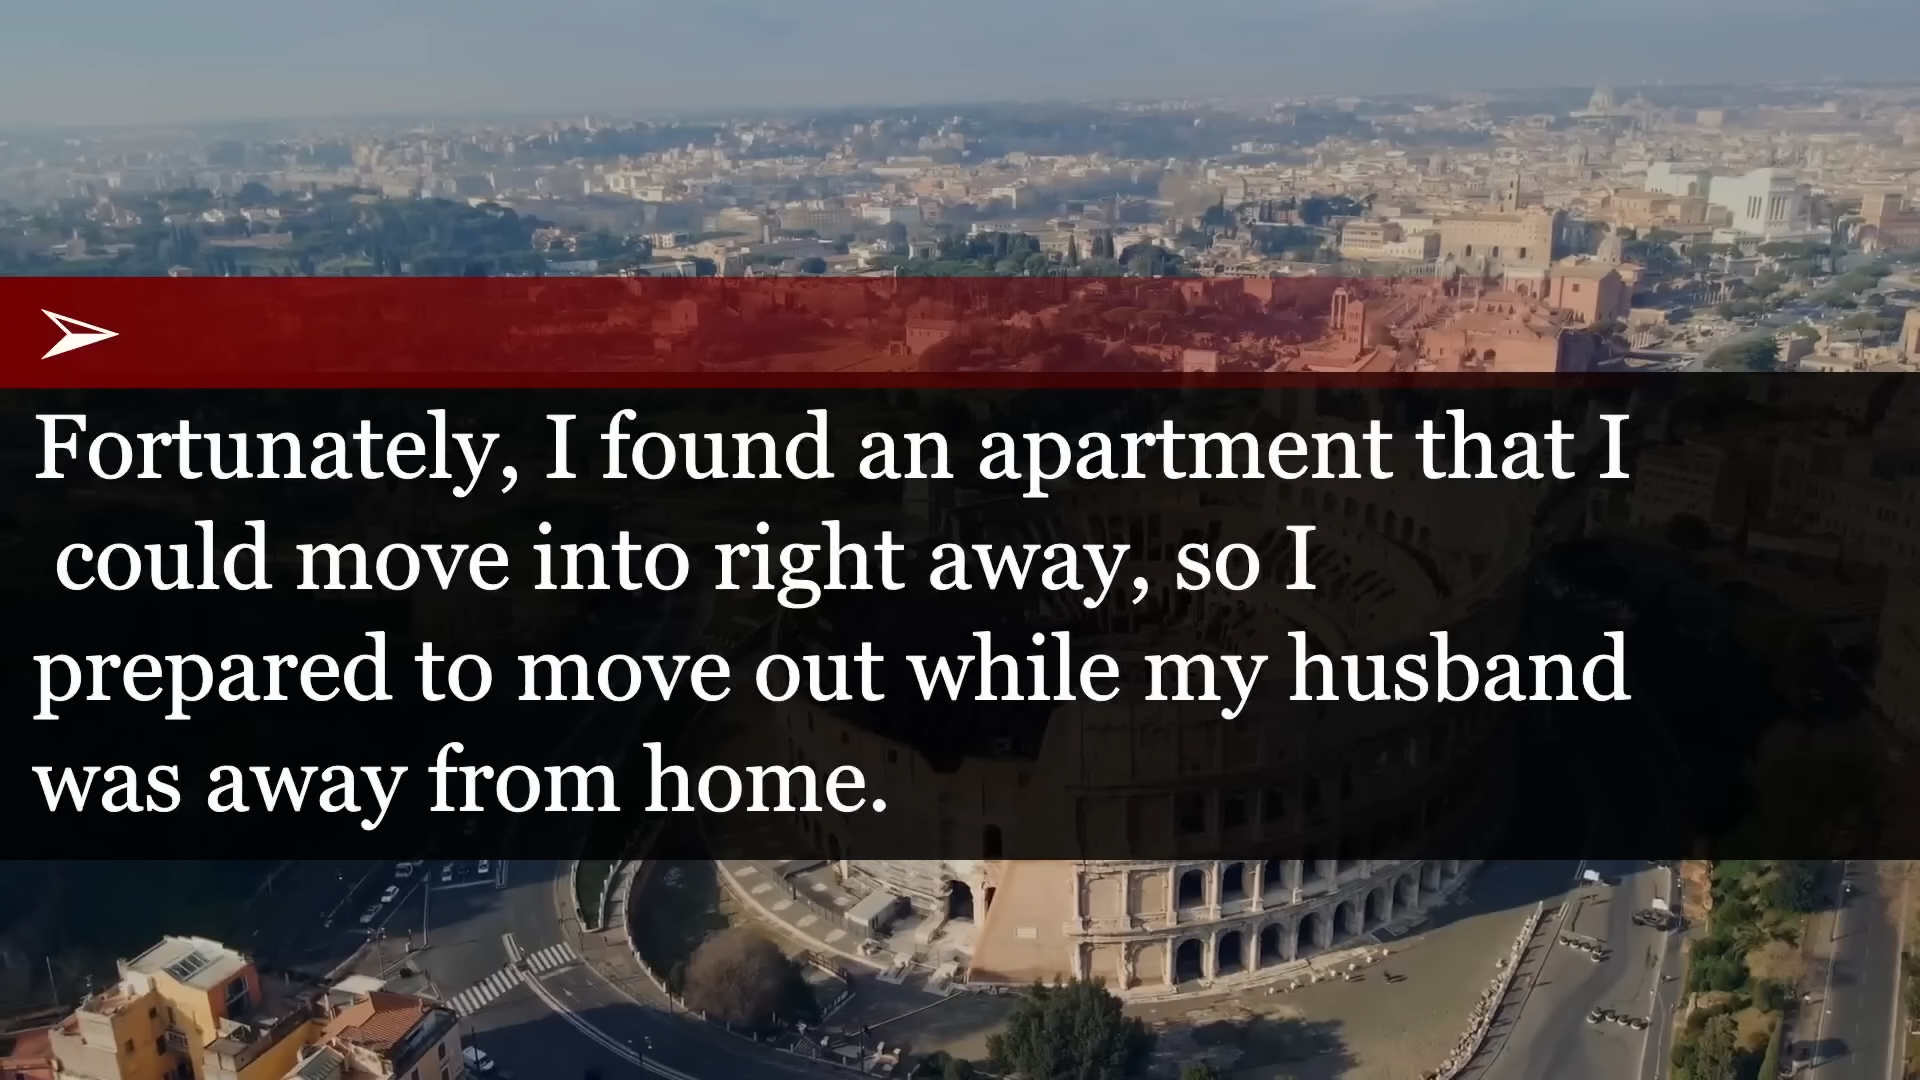 Fortunately, I found an apartment that I
could move into right away, so I
prepared to move out while my husband
was away from home.